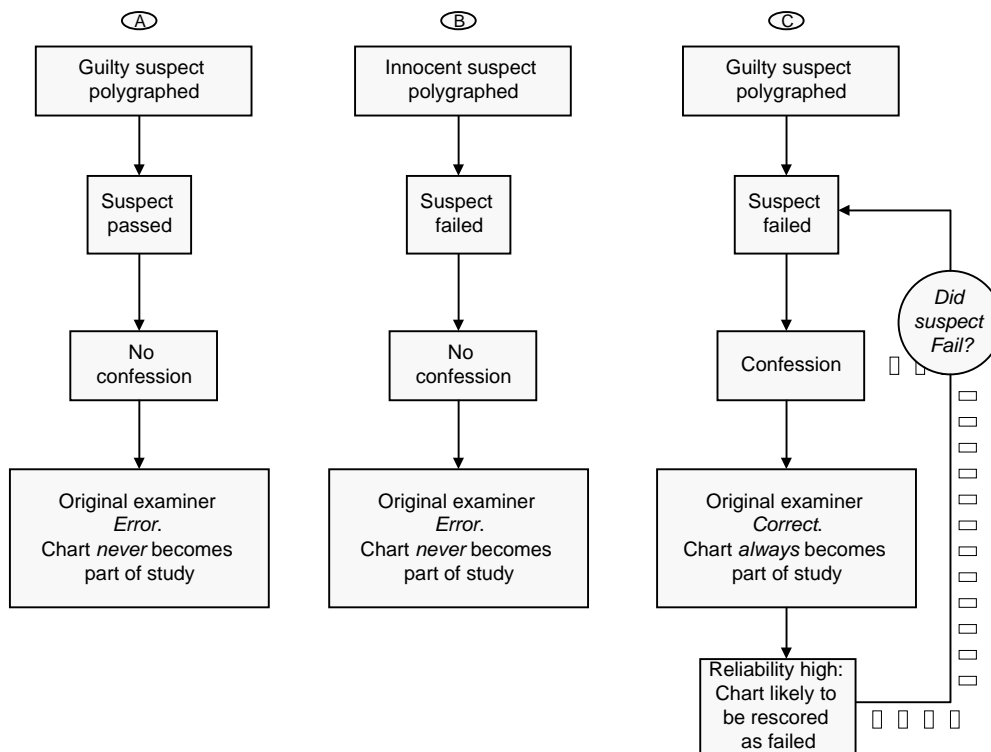 A
Guilty suspect
polygraphed
Suspect
passed
No
confession
Original examiner
Error.
Chart never becomes
part of study
B
Innocent suspect
polygraphed
Suspect
failed
No
confession
Original examiner
Error.
Chart never becomes
part of study
C
Guilty suspect
polygraphed
Suspect
failed
Confession
Original examiner
Correct.
Chart always becomes
part of study
Reliability high:
Chart likely to
be rescored
as failed
Did
suspect
Fail?